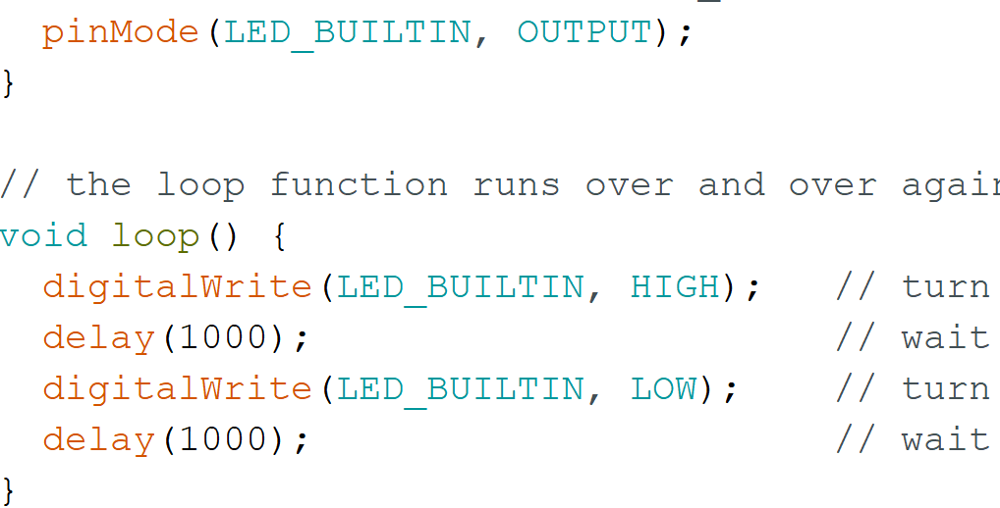 pinMode(LED_BUILTIN, OUTPUT);
}
// the loop function runs over and over again
void loop() {
digitalWrite(LED_BUILTIN, HIGH); // turn
delay(1000); // wait
digitalWrite(LED_BUILTIN, LOW); // turn
delay(1000); // wait
}